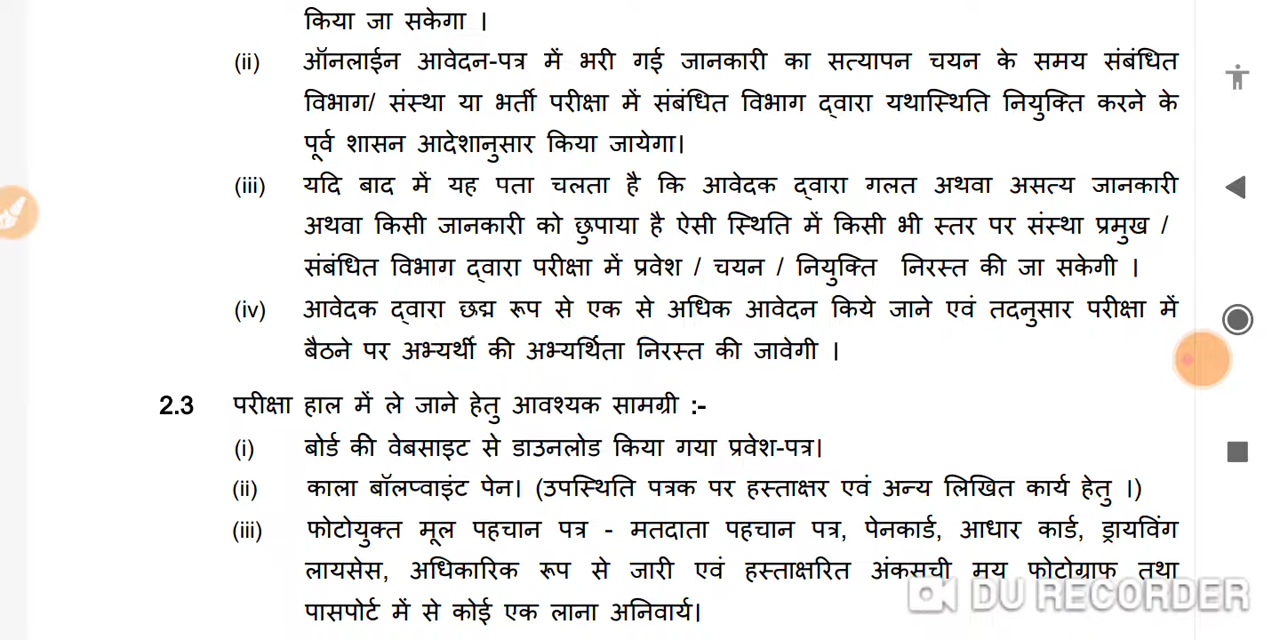 किया जा सकेगा ।
(ii) ऑनलाईन आवेदन-पत्र में भरी गई जानकारी का सत्यापन चयन के समय संबंधित
विभाग/ संस्था या भर्ती परीक्षा में संबंधित विभाग द्वारा यथास्थिति नियुक्ति करने के
पूर्व शासन आदेशानुसार किया जायेगा।
(iii) यदि बाद में यह पता चलता है कि आवेदक द्वारा गलत अथवा असत्य जानकारी
अथवा किसी जानकारी को छुपाया है ऐसी स्थिति में किसी भी स्तर पर संस्था प्रमुख /
संबंधित विभाग द्वारा परीक्षा में प्रवेश / चयन / नियुक्ति निरस्त की जा सकेगी ।
(iv) आवेदक द्वारा छद्म रूप से एक से अधिक आवेदन किये जाने एवं तदनुसार परीक्षा में
बैठने पर अभ्यर्थी की अभ्यर्थिता निरस्त की जावेगी ।
2.3 परीक्षा हाल में ले जाने हेतु आवश्यक सामग्री :-
(i) बोर्ड की वेबसाइट से डाउनलोड किया गया प्रवेश-पत्र।
(ii) काला बॉलप्वाइंट पेन। (उपस्थिति पत्रक पर हस्ताक्षर एवं अन्य लिखित कार्य हेतु ।)
(iii) फोटोयुक्त मूल पहचान पत्र - मतदाता पहचान पत्र, पेनकार्ड, आधार कार्ड, ड्रायविंग
लायसेस, अधिकारिक रूप से जारी एवं हस्ताक्षरित अंकसूची मय फोटोग्राफ तथा
पासपोर्ट में से कोई एक लाना अनिवार्य।
DU RECORDER